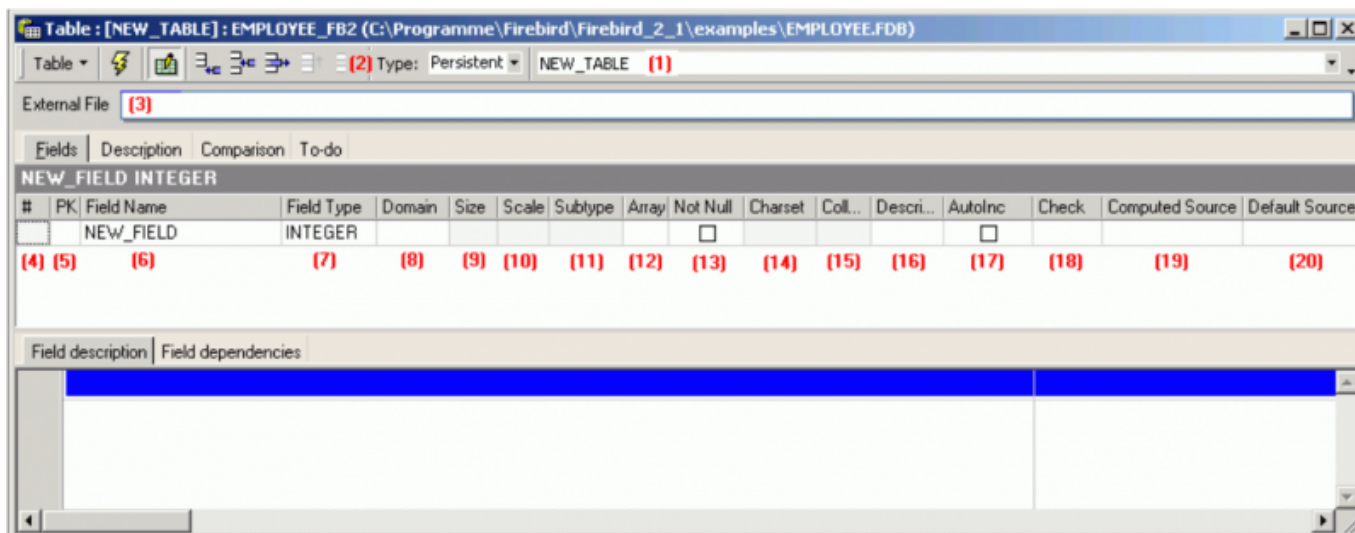 Table : [NEW_TABLE] : EMPLOYEE_FB2 (C:\Programme\Firebird\Firebird_2_1\examples\EMPLOYEE.FDB)
Table (2) Type: Persistent NEW_TABLE (1)
External File (3)
Fields Description Comparison To-do
NEW_FIELD INTEGER
# PK Field Name Field Type Domain Size Scale Subtype Array Not Null Charset Coll... Descri... AutoInc Check Computed Source Default Source
NEW_FIELD INTEGER
(4) (5) (6) (7) (8) (9) (10) (11) (12) (13) (14) (15) (16) (17) (18) (19) (20)
Field description Field dependencies